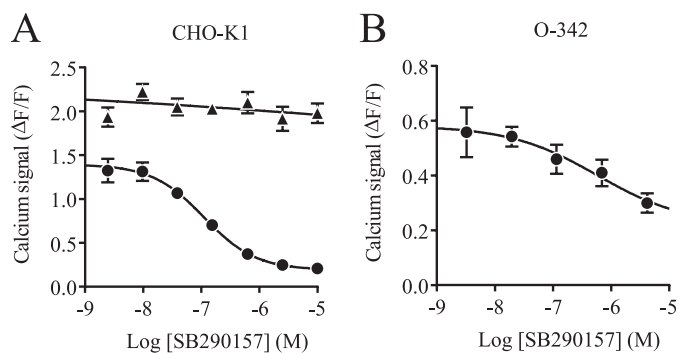 A
CHO-K1
Calcium signal (ΔF/F)
2.5
2.0
1.5
1.0
0.5
0.0
-9 -8 -7 -6 -5
Log [SB290157] (M)
B
O-342
Calcium signal (ΔF/F)
0.8
0.6
0.4
0.2
0.0
-9 -8 -7 -6 -5
Log [SB290157] (M)